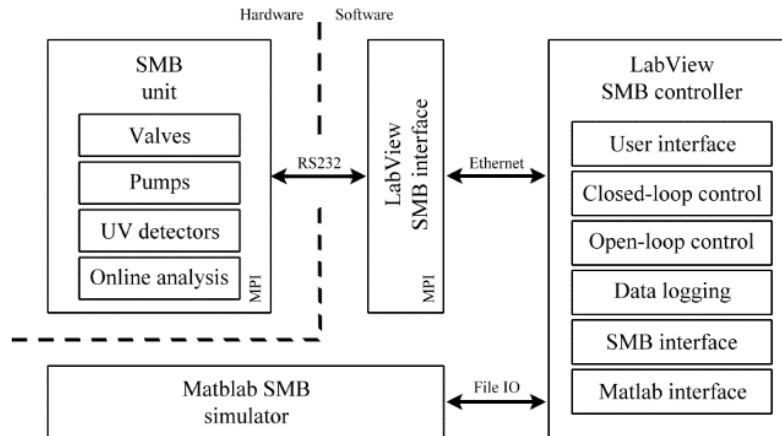 Hardware
Software
SMB
unit
Valves
Pumps
UV detectors
Online analysis
MPI
RS232
LabView
SMB interface
MPI
Ethernet
LabView
SMB controller
User interface
Closed-loop control
Open-loop control
Data logging
SMB interface
Matlab interface
Matblab SMB
simulator
File IO